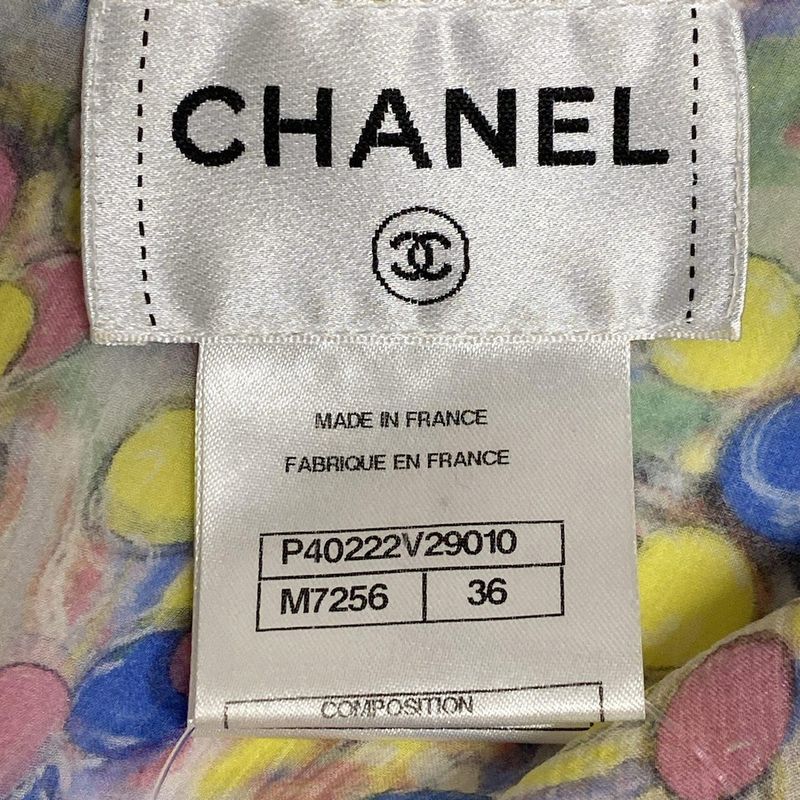 CHANEL
MADE IN FRANCE
FABRIQUE EN FRANCE
P40222V29010
M7256 36
COMPOSITION